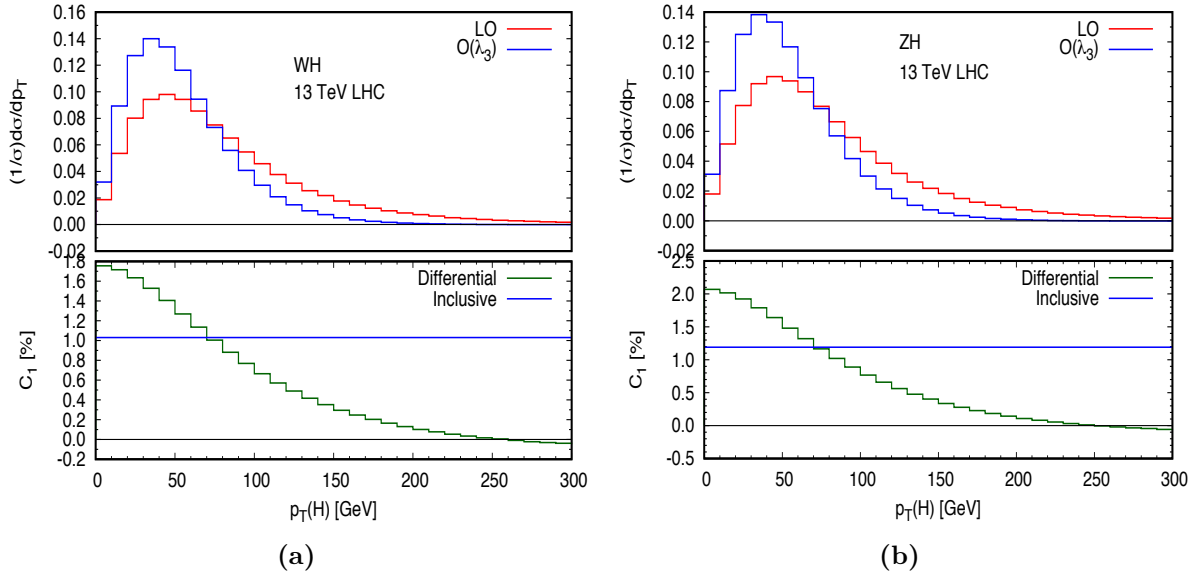 0.16
0.14
0.12
0.10
0.08
0.06
0.04
0.02
0.00
-0.02
(1/σ)dσ/dp_T
LO
O(λ₃)
WH
13 TeV LHC
1.8
1.6
1.4
1.2
1.0
0.8
0.6
0.4
0.2
0.0
-0.2
C₁ [%]
Differential
Inclusive
0 50 100 150 200 250 300
p_T(H) [GeV]
(a)
0.14
0.12
0.10
0.08
0.06
0.04
0.02
0.00
-0.02
(1/σ)dσ/dp_T
LO
O(λ₃)
ZH
13 TeV LHC
2.5
2.0
1.5
1.0
0.5
0.0
-0.5
C₁ [%]
Differential
Inclusive
0 50 100 150 200 250 300
p_T(H) [GeV]
(b)